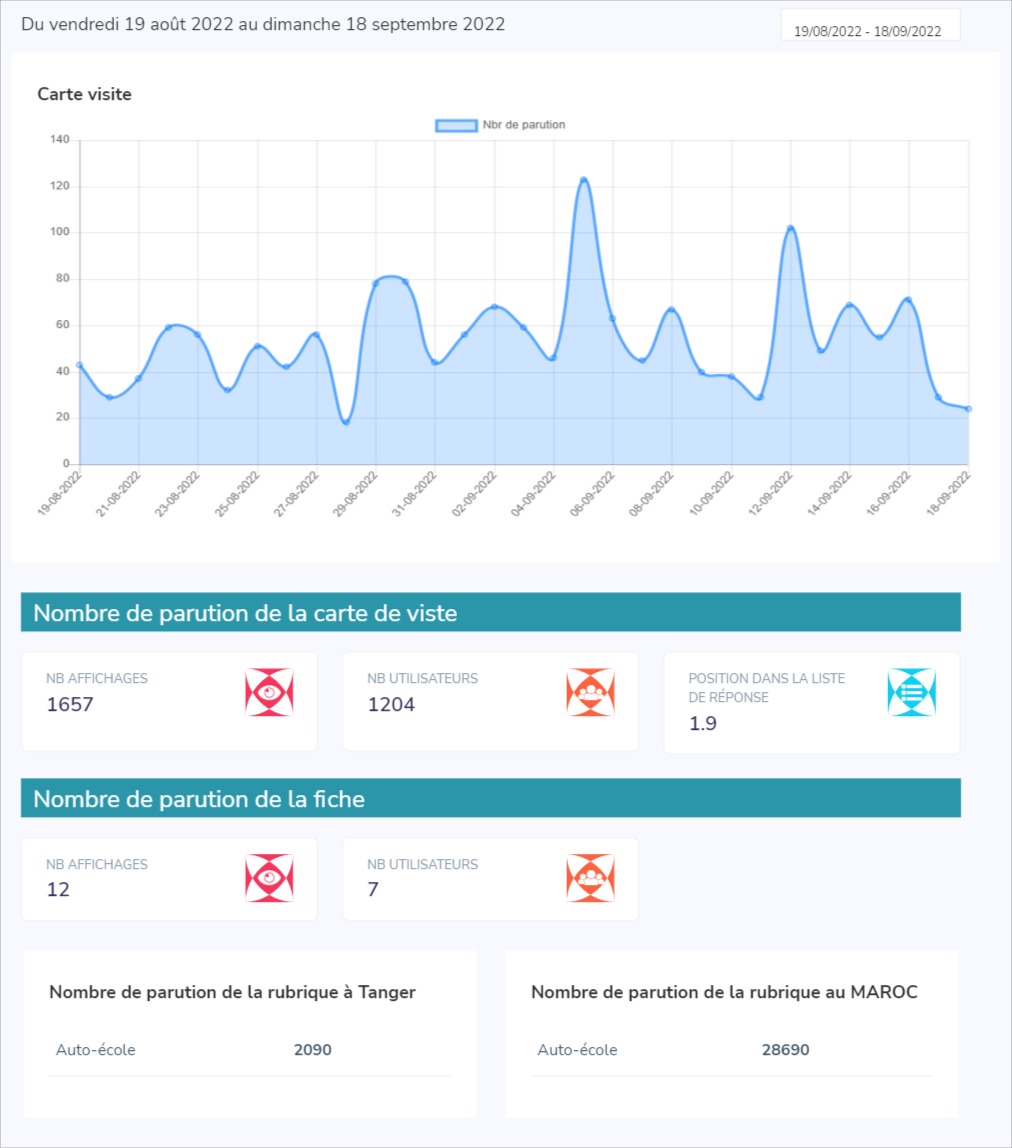 Du vendredi 19 août 2022 au dimanche 18 septembre 2022
19/08/2022 - 18/09/2022
Carte visite
Nbr de parution
140
120
100
80
60
40
20
0
19-08-2022
21-08-2022
23-08-2022
25-08-2022
27-08-2022
29-08-2022
31-08-2022
02-09-2022
04-09-2022
06-09-2022
08-09-2022
10-09-2022
12-09-2022
14-09-2022
16-09-2022
18-09-2022
Nombre de parution de la carte de viste
NB AFFICHAGES
1657
NB UTILISATEURS
1204
POSITION DANS LA LISTE
DE RÉPONSE
1.9
Nombre de parution de la fiche
NB AFFICHAGES
12
NB UTILISATEURS
7
Nombre de parution de la rubrique à Tanger
Auto-école 2090
Nombre de parution de la rubrique au MAROC
Auto-école 28690